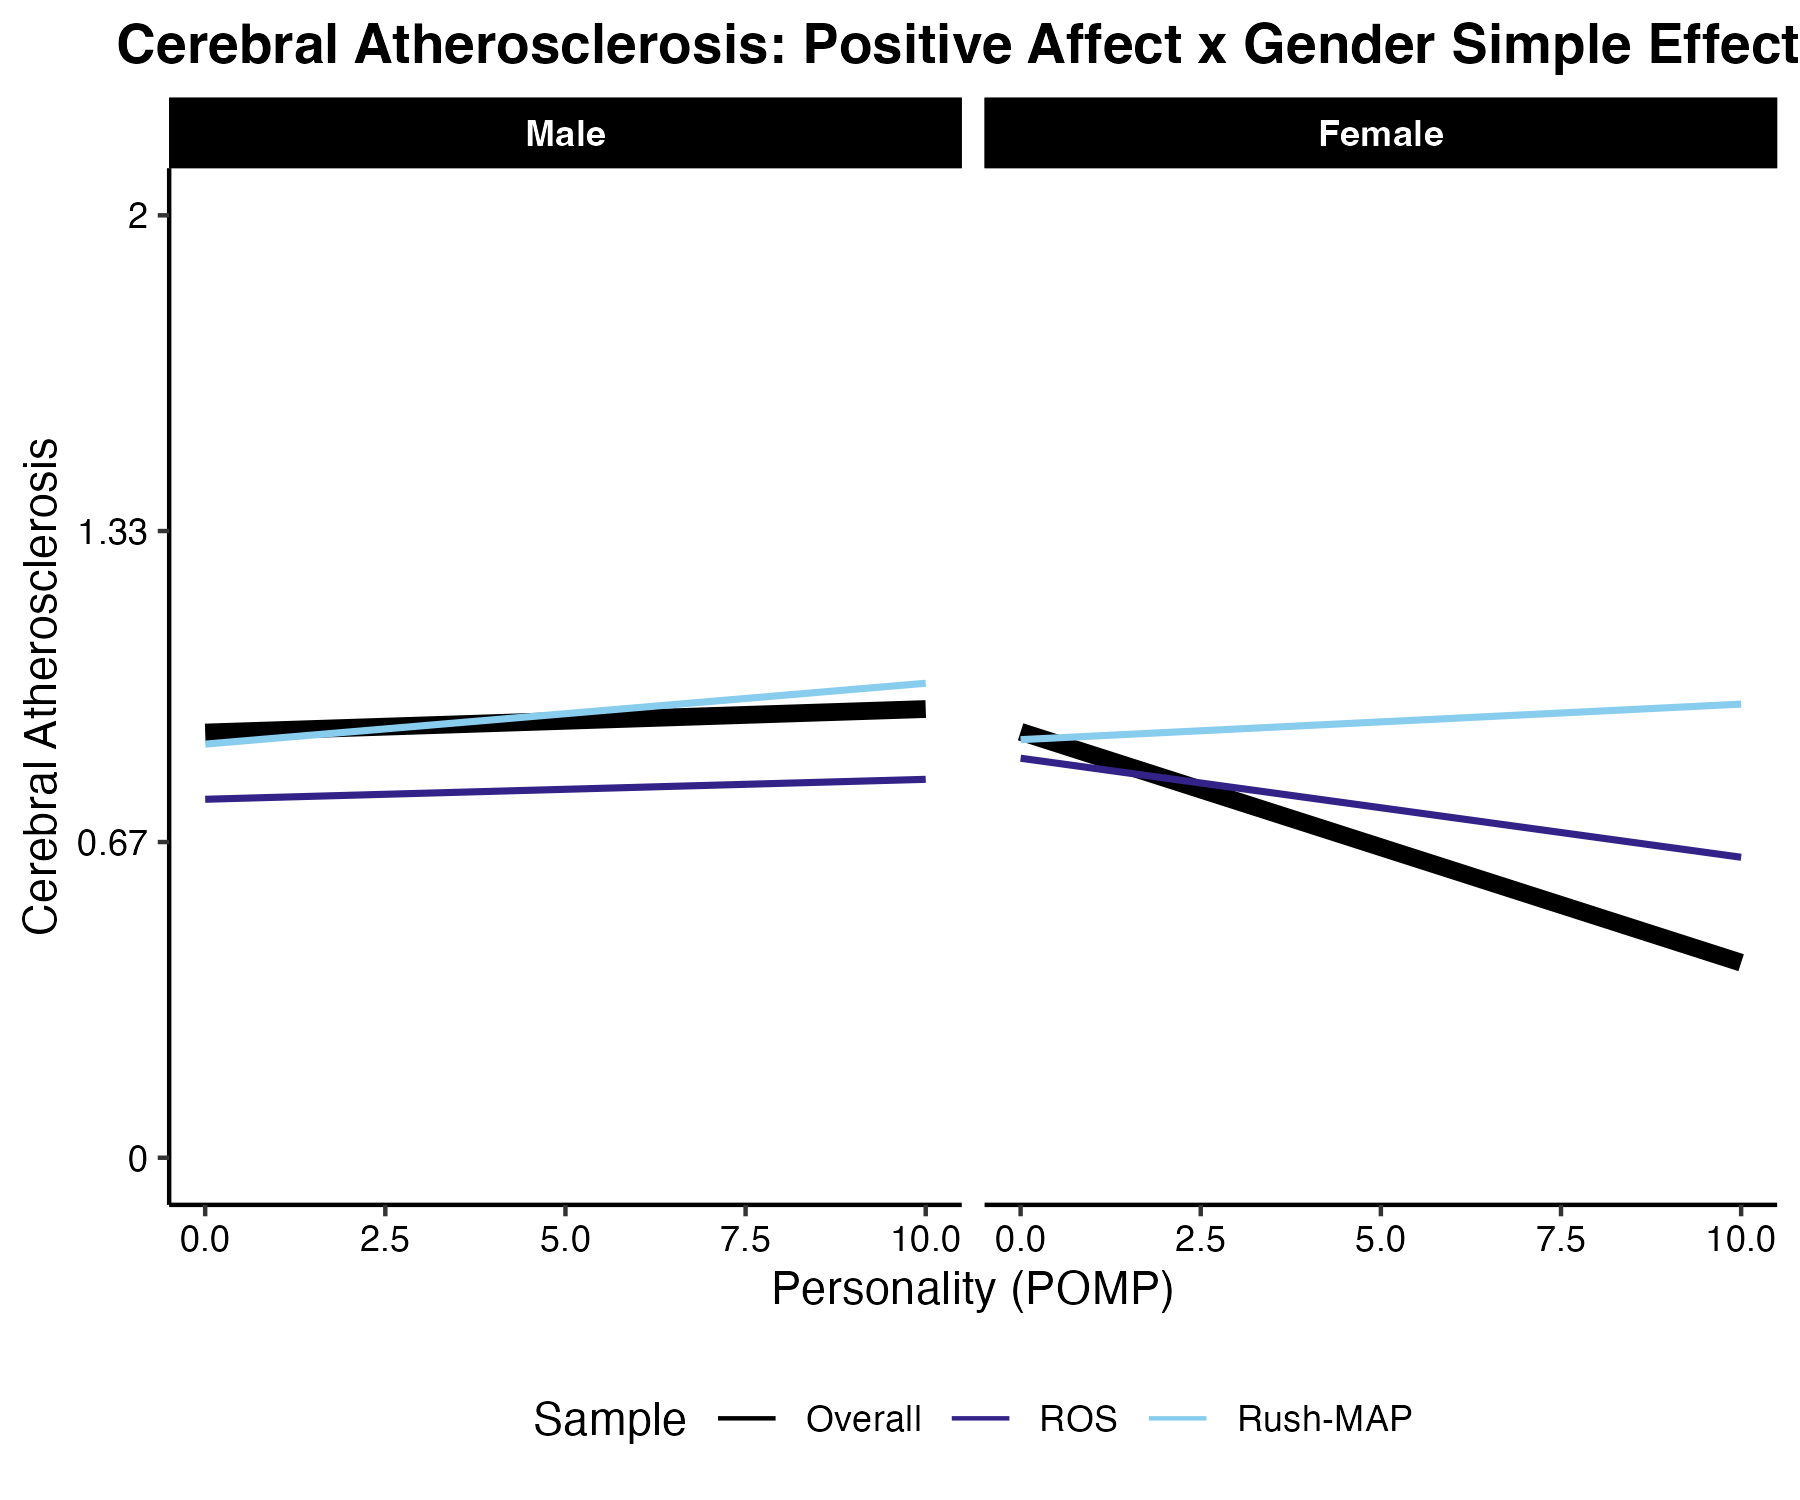 Cerebral Atherosclerosis: Positive Affect x Gender Simple Effect
Male
Female
Cerebral Atherosclerosis
2
1.33
0.67
0
0.0 2.5 5.0 7.5 10.0
0.0 2.5 5.0 7.5 10.0
Personality (POMP)
Sample Overall ROS Rush-MAP